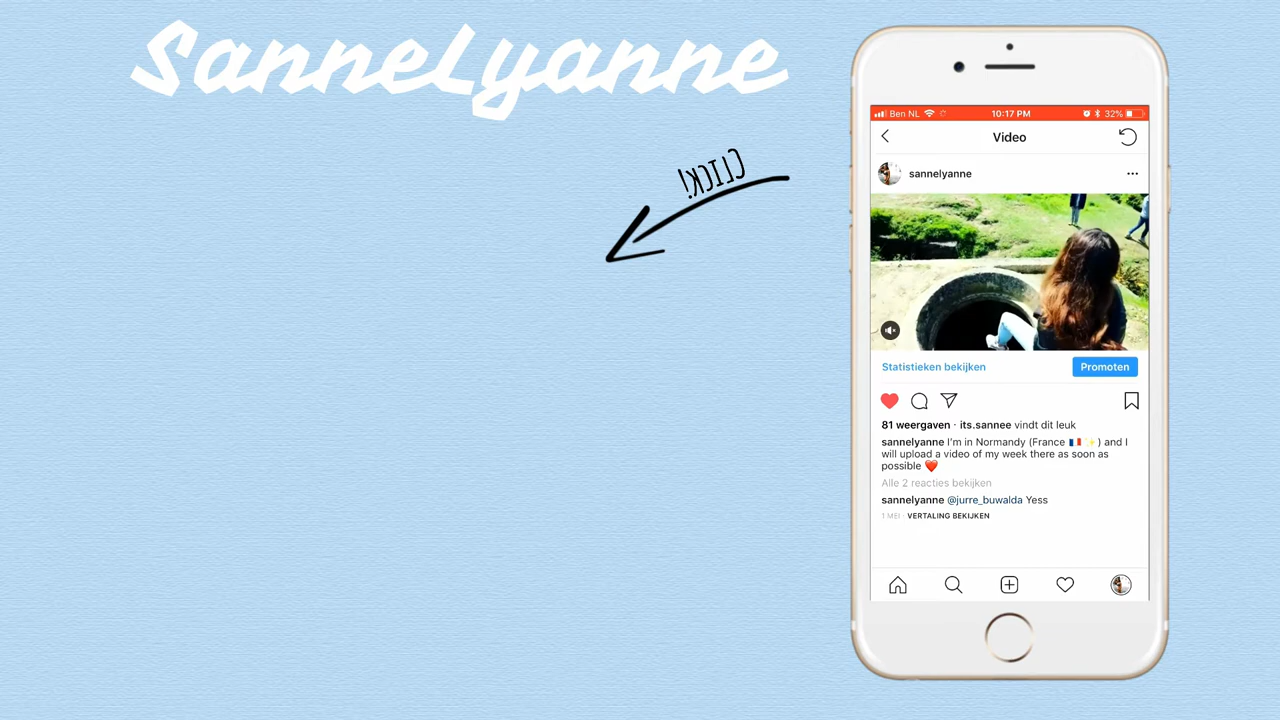 SanneLyanne
CLICK!
Ben NL 10:17 PM 32%
Video
sannelyanne
Statistieken bekijken Promoten
81 weergaven · its.sannee vindt dit leuk
sannelyanne I'm in Normandy (France 🇫🇷✨) and I
will upload a video of my week there as soon as
possible ❤️
Alle 2 reacties bekijken
sannelyanne @jurre_buwalda Yess
1 MEI · VERTALING BEKIJKEN